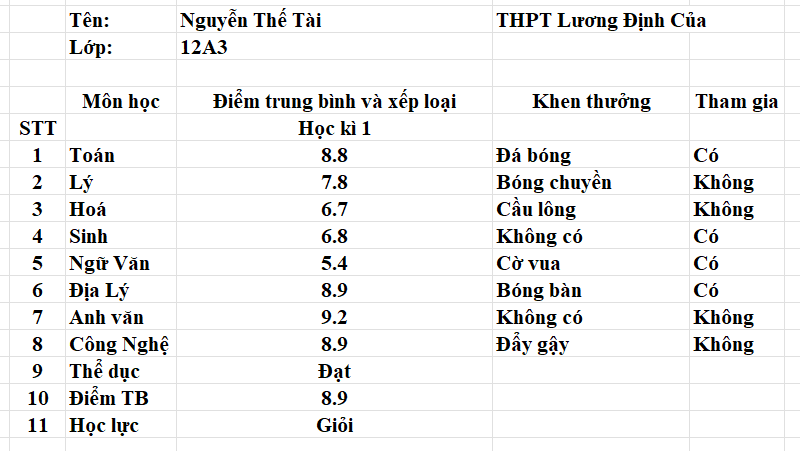 Tên: Nguyễn Thế Tài THPT Lương Định Của
Lớp: 12A3
Môn học Điểm trung bình và xếp loại Khen thưởng Tham gia
STT Học kì 1
1 Toán 8.8 Đá bóng Có
2 Lý 7.8 Bóng chuyền Không
3 Hoá 6.7 Cầu lông Không
4 Sinh 6.8 Không có Có
5 Ngữ Văn 5.4 Cờ vua Có
6 Địa Lý 8.9 Bóng bàn Có
7 Anh văn 9.2 Không có Không
8 Công Nghệ 8.9 Đẩy gậy Không
9 Thể dục Đạt
10 Điểm TB 8.9
11 Học lực Giỏi